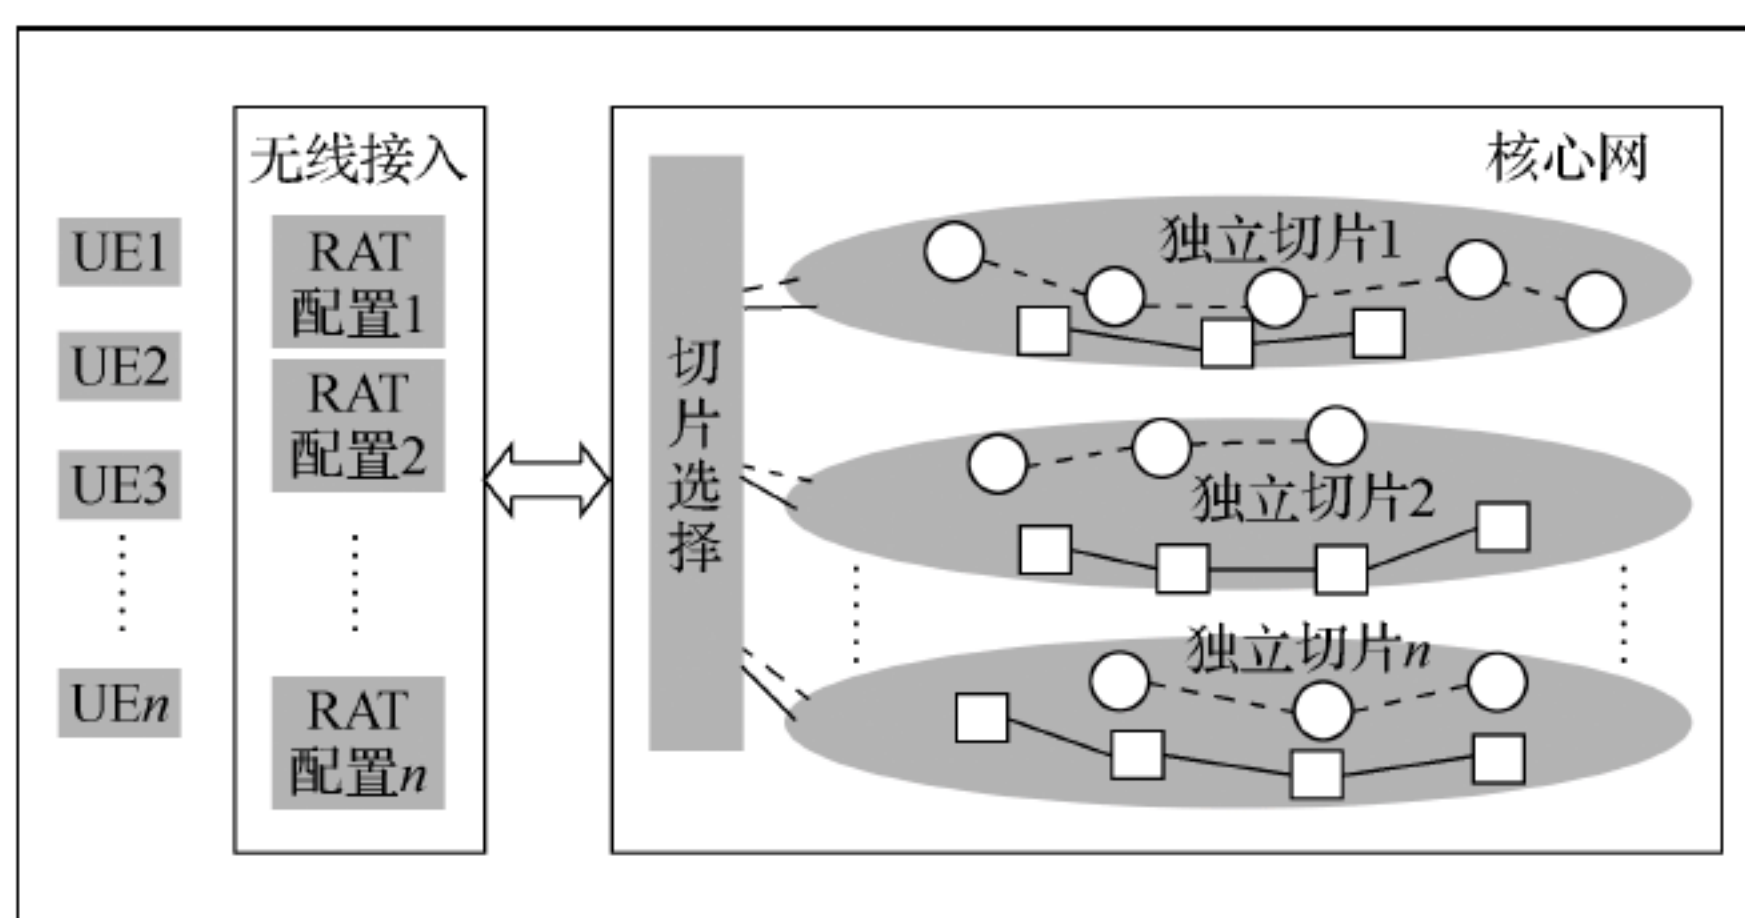 UE1
UE2
UE3
UEn
无线接入
RAT
配置1
RAT
配置2
RAT
配置n
切
片
选
择
核心网
独立切片1
独立切片2
独立切片n